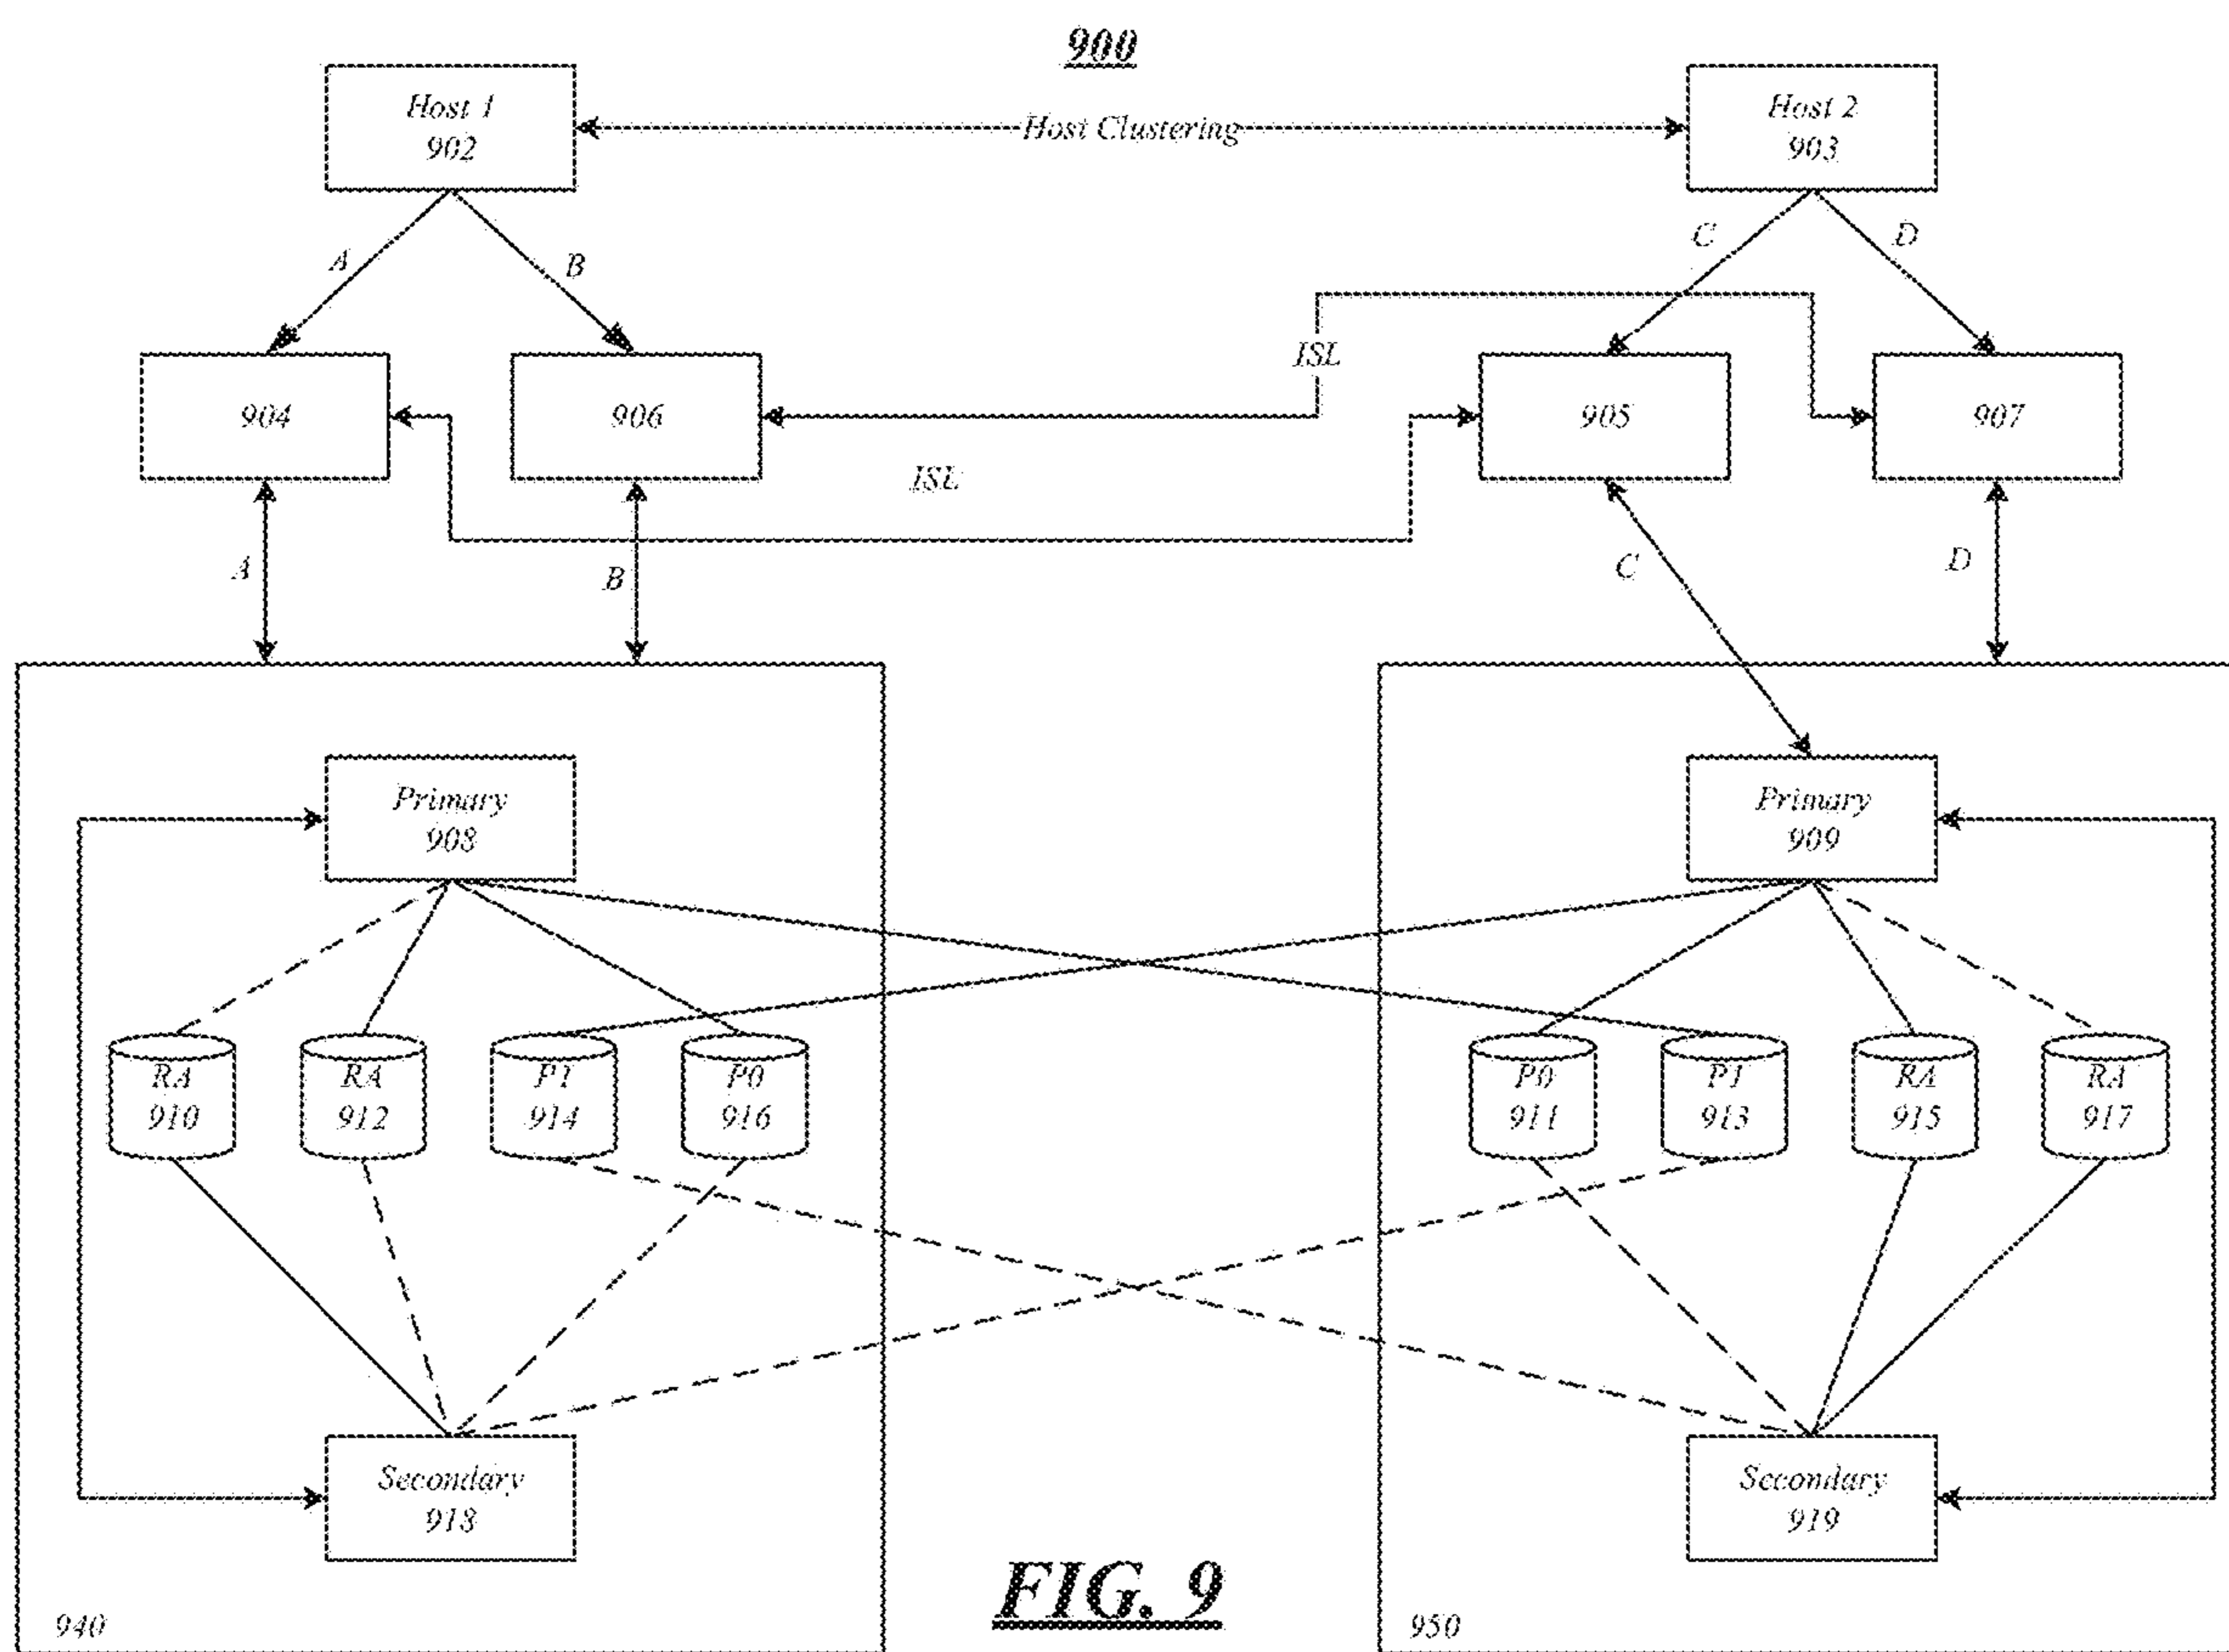 900
Host 1
902
Host Clustering
Host 2
903
A
B
C
D
ISL
904
906
905
907
ISL
A
B
C
D
Primary
908
Primary
909
RA
910
RA
912
P1
914
P0
916
P0
911
P1
913
RA
915
RA
917
Secondary
918
Secondary
919
FIG. 9
940
950